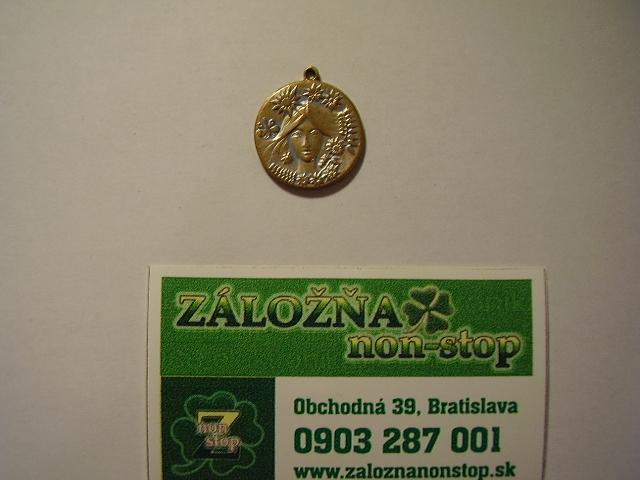 ZÁLOŽŇA
non-stop
Z
non
stop
Obchodná 39, Bratislava
0903 287 001
www.zaloznanonstop.sk